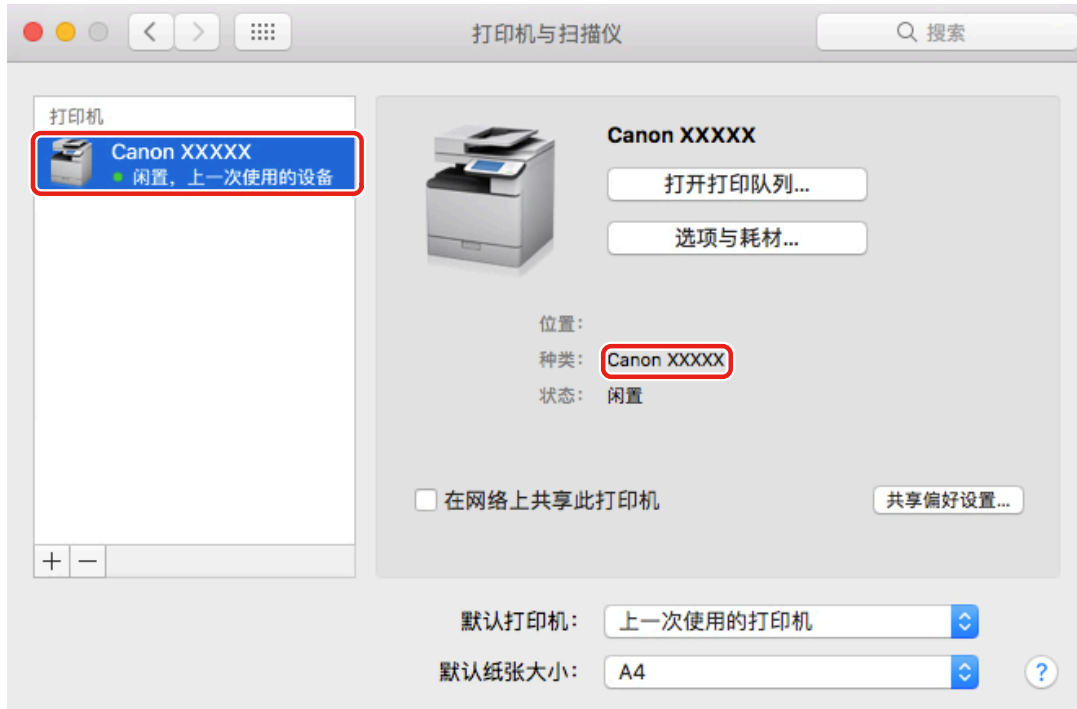 打印机与扫描仪
搜索
打印机
Canon XXXXX
闲置，上一次使用的设备
Canon XXXXX
打开打印队列...
选项与耗材...
位置：
种类： Canon XXXXX
状态： 闲置
在网络上共享此打印机
共享偏好设置...
默认打印机： 上一次使用的打印机
默认纸张大小： A4
?